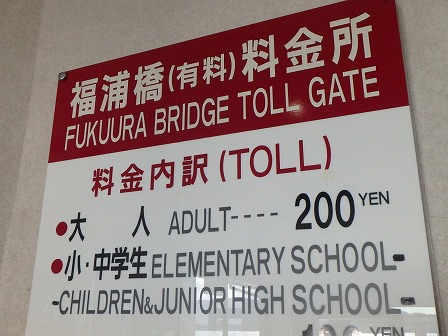 福浦橋(有料)料金所
FUKUURA BRIDGE TOLL GATE
料金内訳(TOLL)
●大 人 ADULT---- 200 YEN
●小・中学生 ELEMENTARY SCHOOL-
-CHILDREN&JUNIOR HIGH SCHOOL
YEN